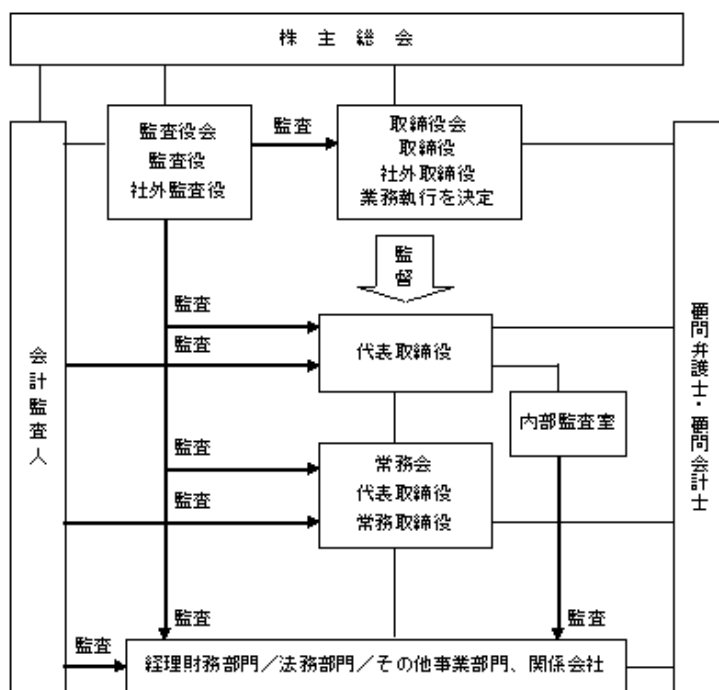 株主総会
監査役会
監査役
社外監査役
監査
取締役会
取締役
社外取締役
業務執行を決定
監督
監査
監査
代表取締役
内部監査室
監査
監査
常務会
代表取締役
常務取締役
会計監査人
顧問弁護士・顧問会計士
監査
監査
監査
経理財務部門／法務部門／その他事業部門、関係会社